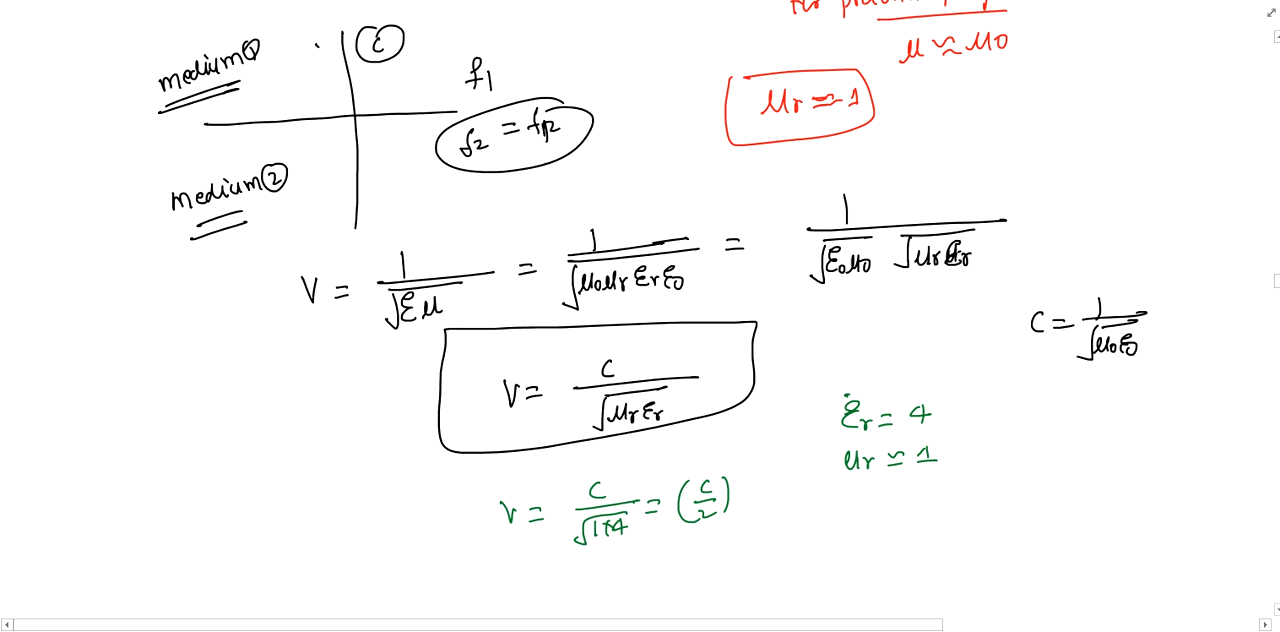 medium①
ε
f1
f2 = f
μ ≈ μ0
μr ≃ 1
medium②
V = 1/√εμ = 1/√μ0μrεrε0 = 1/√ε0μ0 √μrεr
C = 1/√μ0ε0
V = C/√μrεr
εr = 4
μr ≃ 1
V = C/√1*4 = (C/2)